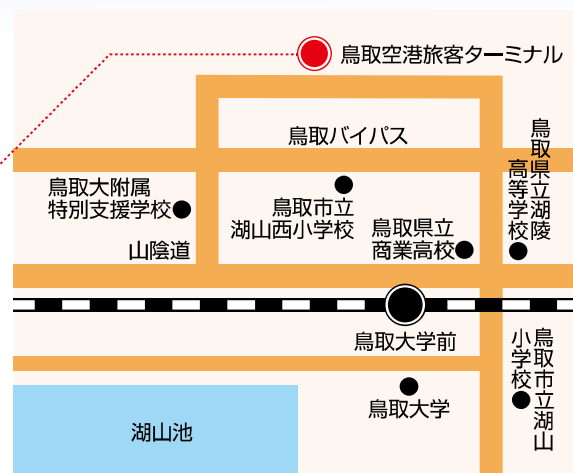 鳥取空港旅客ターミナル
鳥取バイパス
鳥取県立湖陵
高等学校
鳥取大附属
特別支援学校
鳥取市立
湖山西小学校
鳥取県立
商業高校
山陰道
鳥取大学前
鳥取市立湖山
小学校
鳥取大学
湖山池